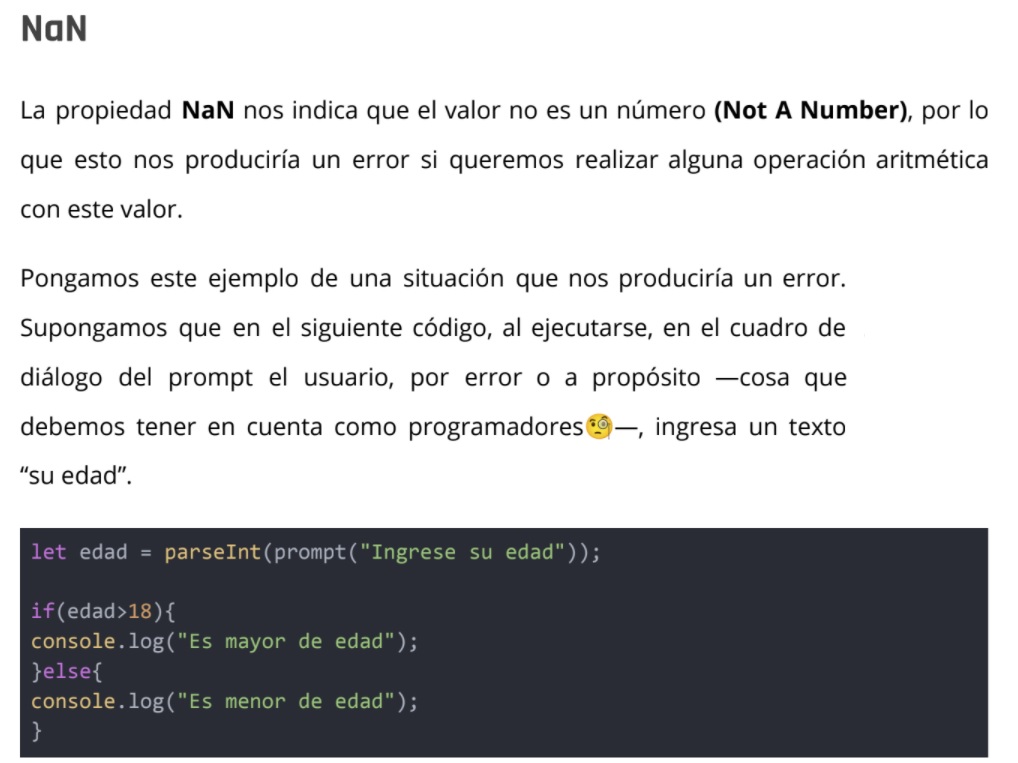 NaN
La propiedad NaN nos indica que el valor no es un número (Not A Number), por lo
que esto nos produciría un error si queremos realizar alguna operación aritmética
con este valor.
Pongamos este ejemplo de una situación que nos produciría un error.
Supongamos que en el siguiente código, al ejecutarse, en el cuadro de
diálogo del prompt el usuario, por error o a propósito —cosa que
debemos tener en cuenta como programadores🧐—, ingresa un texto
“su edad”.
let edad = parseInt(prompt("Ingrese su edad"));
if(edad>18){
console.log("Es mayor de edad");
}else{
console.log("Es menor de edad");
}